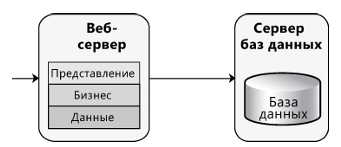 Веб-
сервер
Представление
Бизнес
Данные
Сервер
баз данных
База
данных